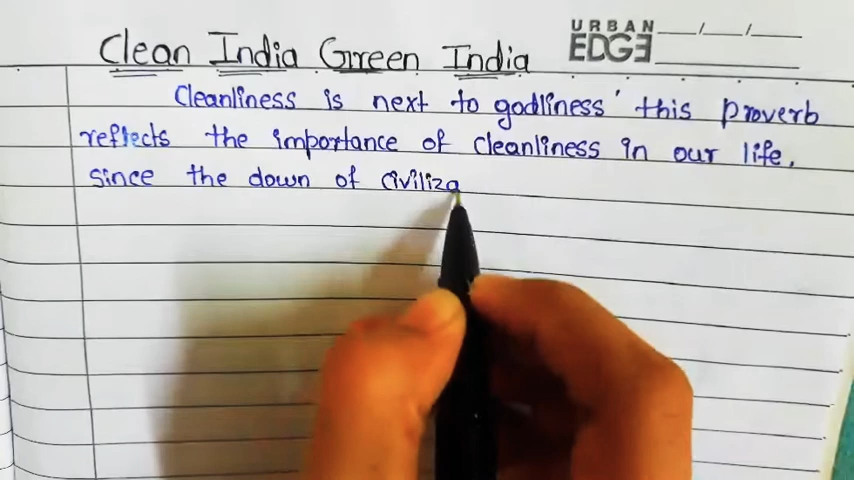 URBAN
EDGE
Clean India Green India
Cleanliness is next to godliness' this proverb
reflects the importance of cleanliness in our life.
since the down of civiliza